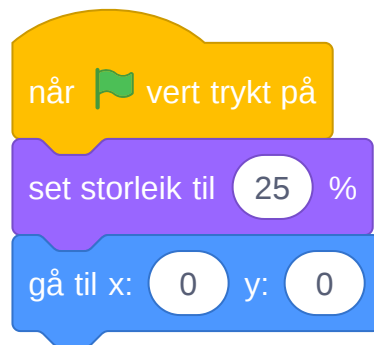 når vert trykt på
set storleik til 25 %
gå til x: 0 y: 0